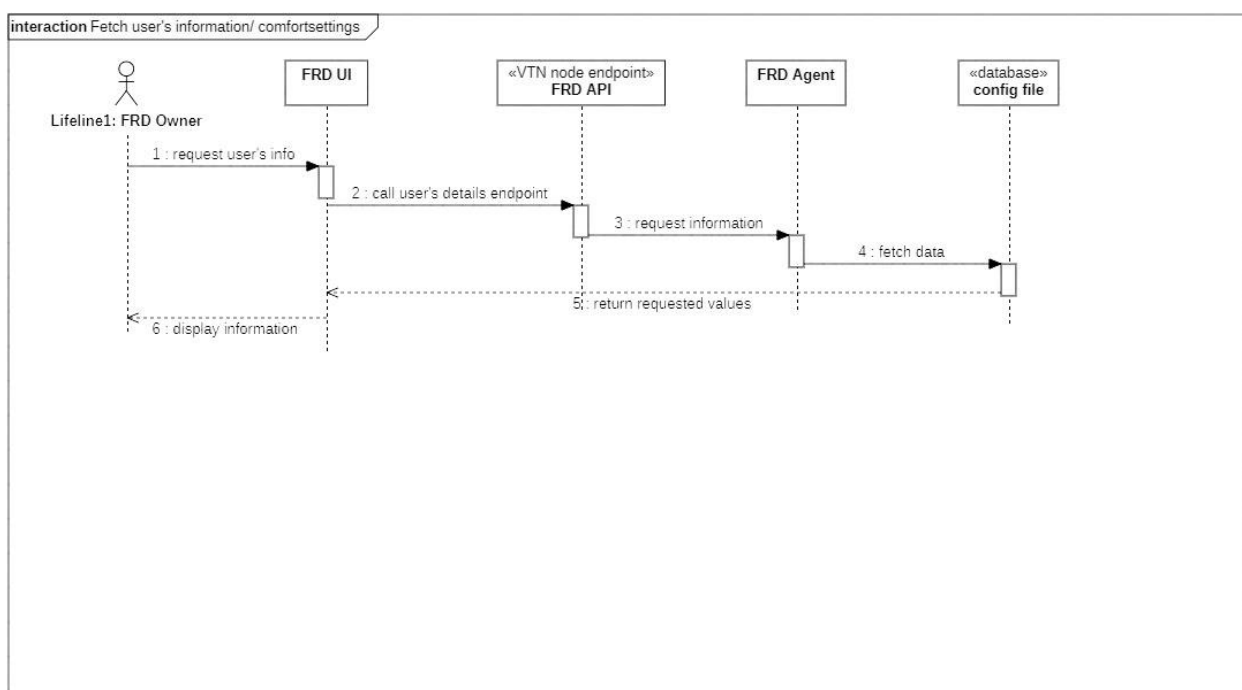 interaction Fetch user's information/ comfortsettings
FRD UI
«VTN node endpoint»
FRD API
FRD Agent
«database»
config file
Lifeline1: FRD Owner
1 : request user's info
2 : call user's details endpoint
3 : request information
4 : fetch data
5 : return requested values
6 : display information